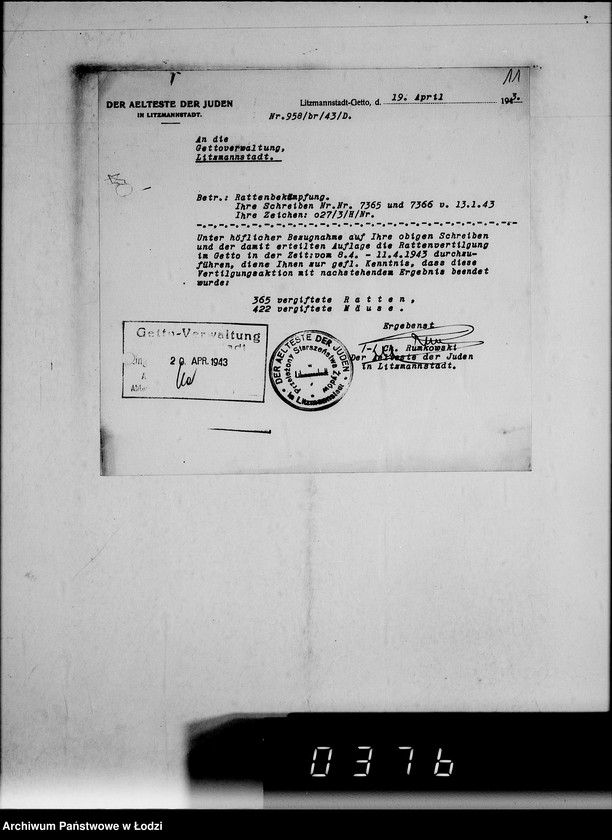 11
DER AELTESTE DER JUDEN
IN LITZMANNSTADT.
Litzmannstadt-Getto, d. 19. April 1943.
Nr.958/br/43/D.
An die
Gettoverwaltung,
Litzmannstadt.
Betr.: Rattenbekämpfung.
Ihre Schreiben Nr.Nr. 7365 und 7366 v. 13.1.43
Ihre Zeichen: o27/3/H/Nr.
Unter höflicher Bezugnahme auf Ihre obigen Schreiben
und der damit erteilten Auflage die Rattenvertilgung
im Getto in der Zeit:vom 8.4. - 11.4.1943 durchzu-
führen, diene Ihnen zur gefl. Kenntnis, dass diese
Vertilgungsaktion mit nachstehendem Ergebnis beendet
wurde:
365 vergiftete R a t t e n ,
422 vergiftete M ä u s e .
Ergebenst
Ch. Rumkowski
Der Aelteste der Juden
in Litzmannstadt.
Getto-Verwaltung
20. APR. 1943
DER AELTESTE DER JUDEN
in Litzmannstadt
Przełożony Starszeństwa Żydów
0376
Archiwum Państwowe w Łodzi